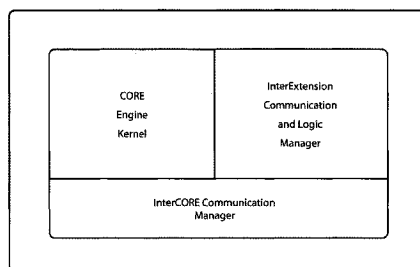 CORE
Engine
Kernel
InterExtension
Communication
and Logic
Manager
InterCORE Communication
Manager